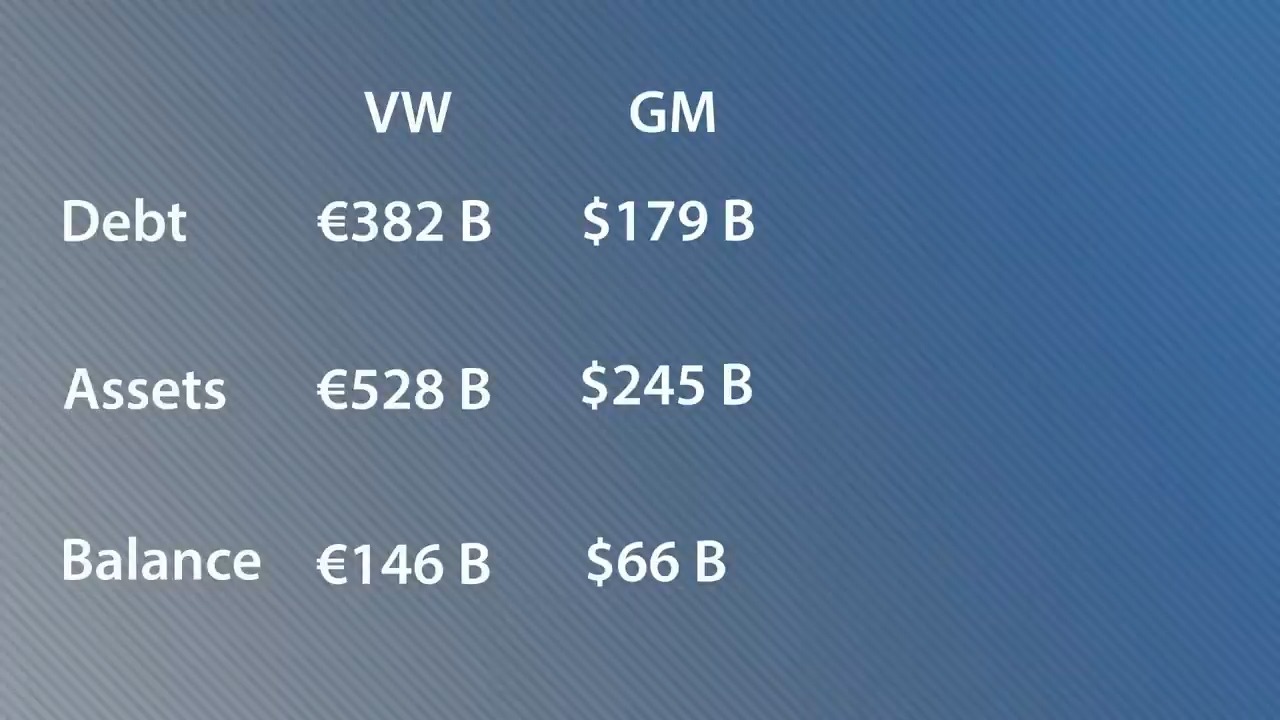 VW GM
Debt €382 B $179 B
Assets €528 B $245 B
Balance €146 B $66 B